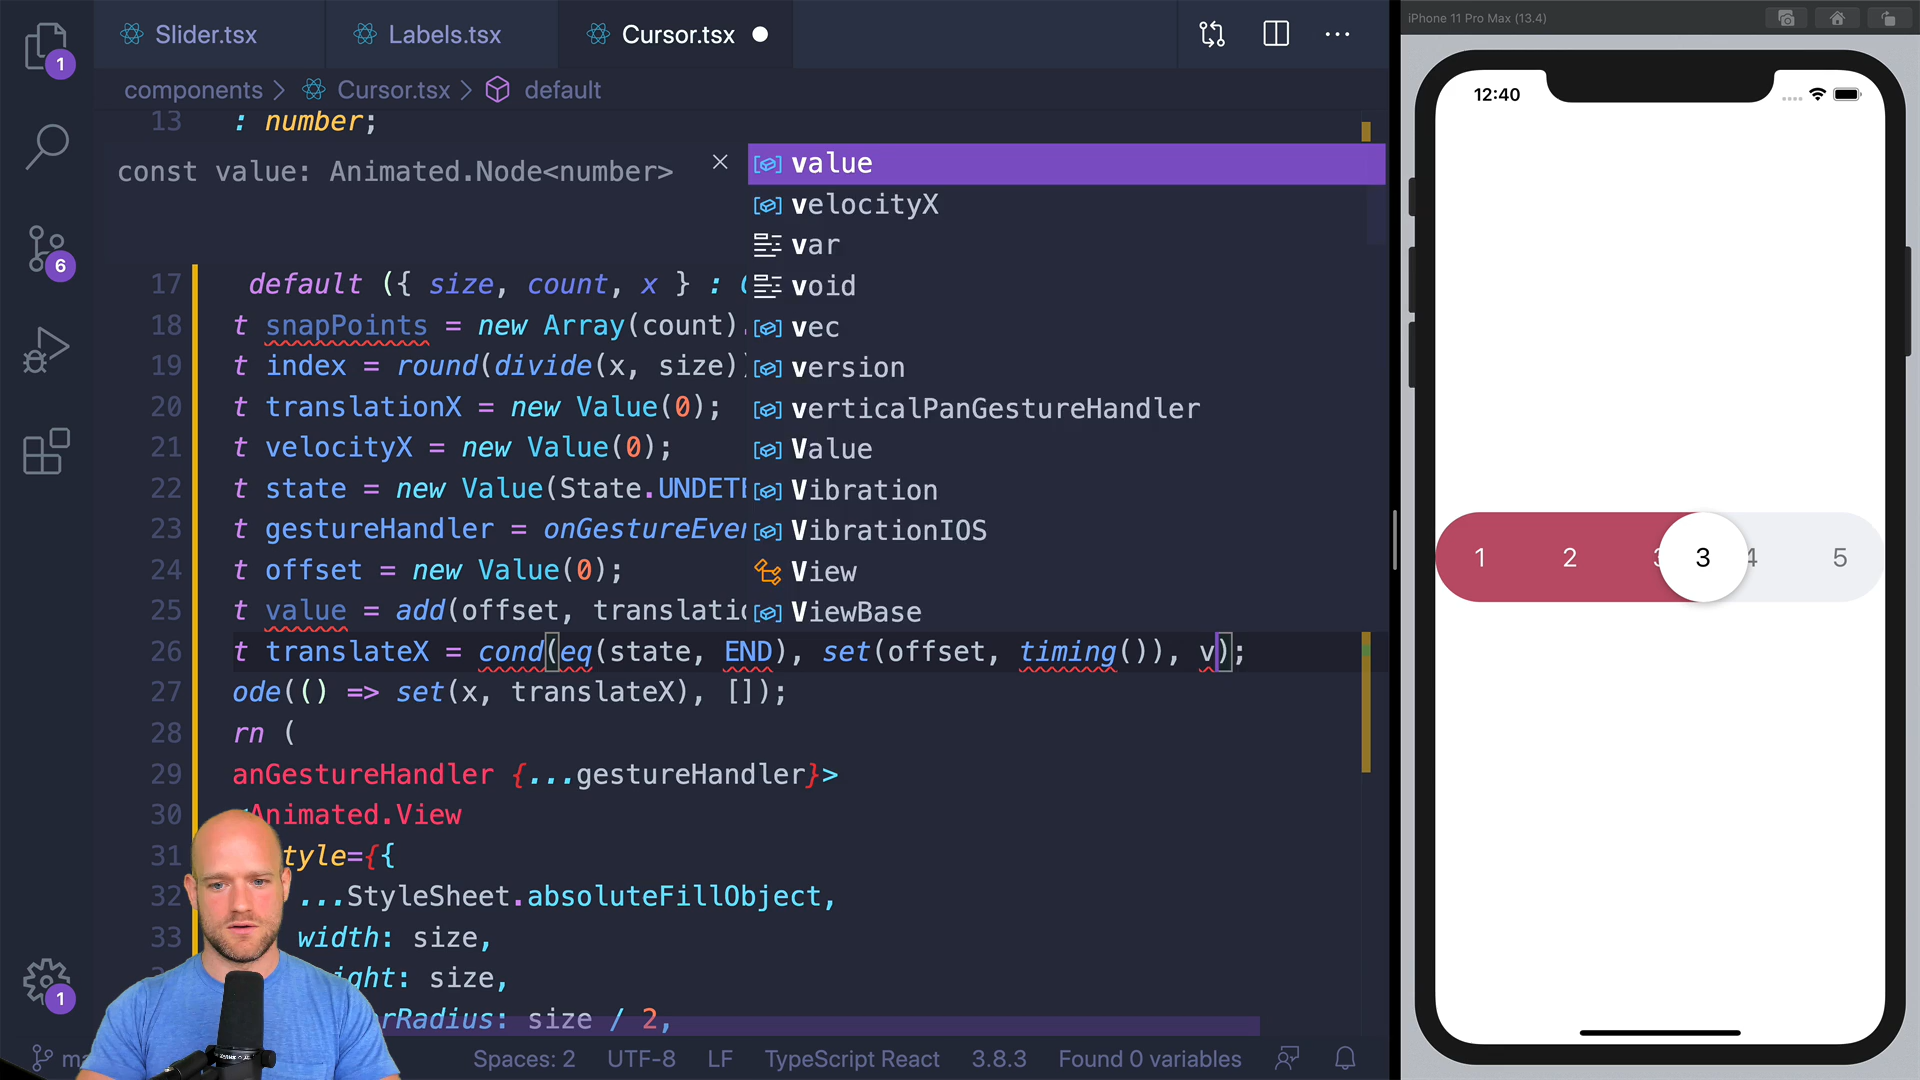 Slider.tsx Labels.tsx Cursor.tsx
iPhone 11 Pro Max (13.4)
1
components > Cursor.tsx > default
12:40
13 : number;
const value: Animated.Node<number>
value
velocityX
var
void
vec
version
verticalPanGestureHandler
Value
Vibration
VibrationIOS
View
ViewBase
6
17 default ({ size, count, x } :
18 t snapPoints = new Array(count).
19 t index = round(divide(x, size)
20 t translationX = new Value(0);
21 t velocityX = new Value(0);
22 t state = new Value(State.UNDETE
23 t gestureHandler = onGestureEven
24 t offset = new Value(0);
25 t value = add(offset, translatio
26 t translateX = cond(eq(state, END), set(offset, timing()), v);
27 ode(() => set(x, translateX), []);
28 rn (
29 anGestureHandler {...gestureHandler}>
30 Animated.View
31 tyle={{
32 ...StyleSheet.absoluteFillObject,
33 width: size,
ight: size,
rRadius: size / 2,
1 2 3 4 5
1
ma Spaces: 2 UTF-8 LF TypeScript React 3.8.3 Found 0 variables